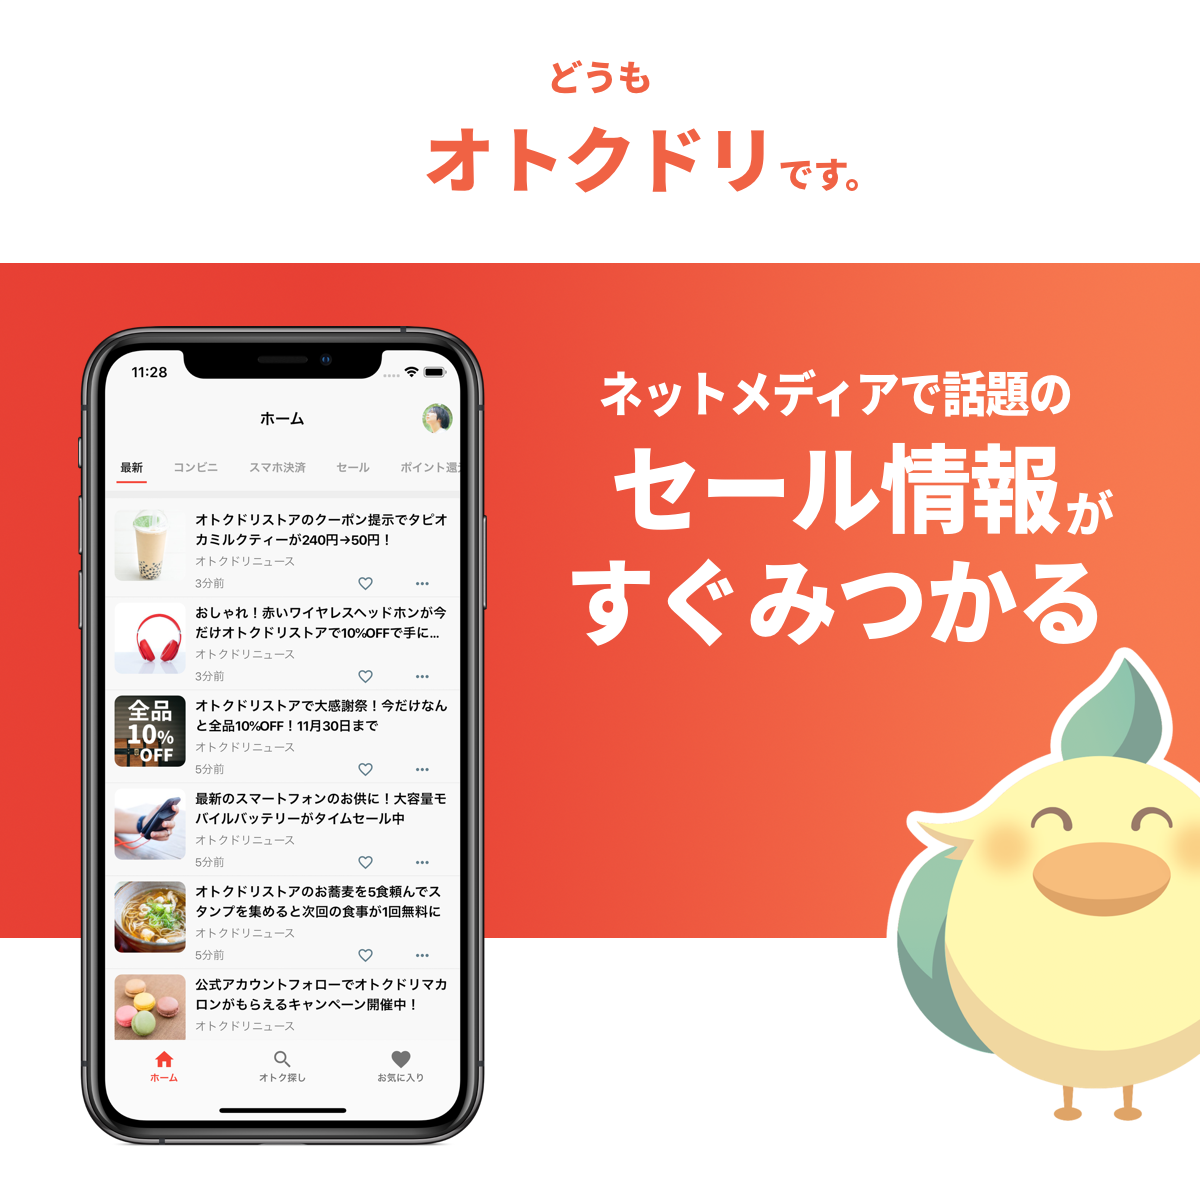 どうも
オトクドリです。
ネットメディアで話題の
セール情報が
すぐみつかる
11:28
ホーム
最新 コンビニ スマホ決済 セール ポイント還
オトクドリストアのクーポン提示でタピオ
カミルクティーが240円→50円！
オトクドリニュース
3分前
おしゃれ！赤いワイヤレスヘッドホンが今
だけオトクドリストアで10%OFFで手に...
オトクドリニュース
3分前
全品
10%
OFF
オトクドリストアで大感謝祭！今だけなん
と全品10%OFF！11月30日まで
オトクドリニュース
5分前
最新のスマートフォンのお供に！大容量モ
バイルバッテリーがタイムセール中
オトクドリニュース
5分前
オトクドリストアのお蕎麦を5食頼んでス
タンプを集めると次回の食事が1回無料に
オトクドリニュース
5分前
公式アカウントフォローでオトクドリマカ
ロンがもらえるキャンペーン開催中！
オトクドリニュース
ホーム オトク探し お気に入り